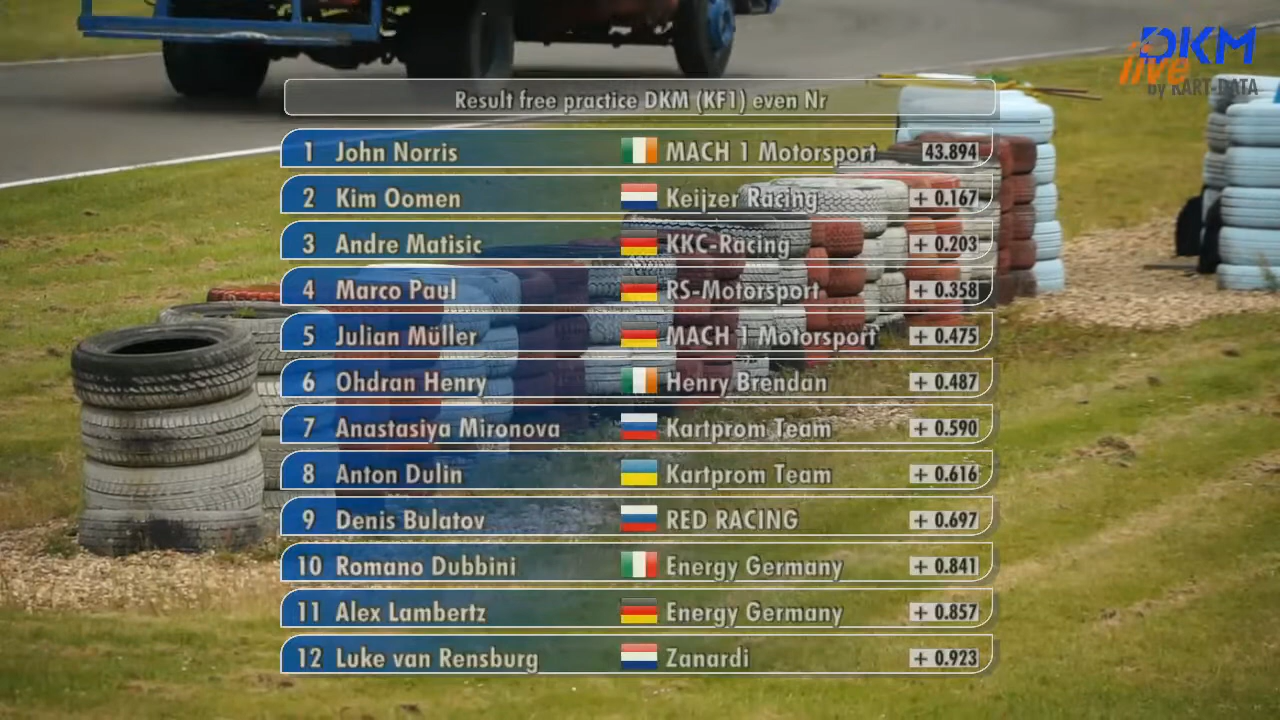 DKM
live
by KART-DATA
Result free practice DKM (KF1) even Nr
1 John Norris MACH 1 Motorsport 43.894
2 Kim Oomen Keijzer Racing + 0.167
3 Andre Matisic KKC-Racing + 0.203
4 Marco Paul RS-Motorsport + 0.358
5 Julian Müller MACH 1 Motorsport + 0.475
6 Ohdran Henry Henry Brendan + 0.487
7 Anastasiya Mironova Kartprom Team + 0.590
8 Anton Dulin Kartprom Team + 0.616
9 Denis Bulatov RED RACING + 0.697
10 Romano Dubbini Energy Germany + 0.841
11 Alex Lambertz Energy Germany + 0.857
12 Luke van Rensburg Zanardi + 0.923